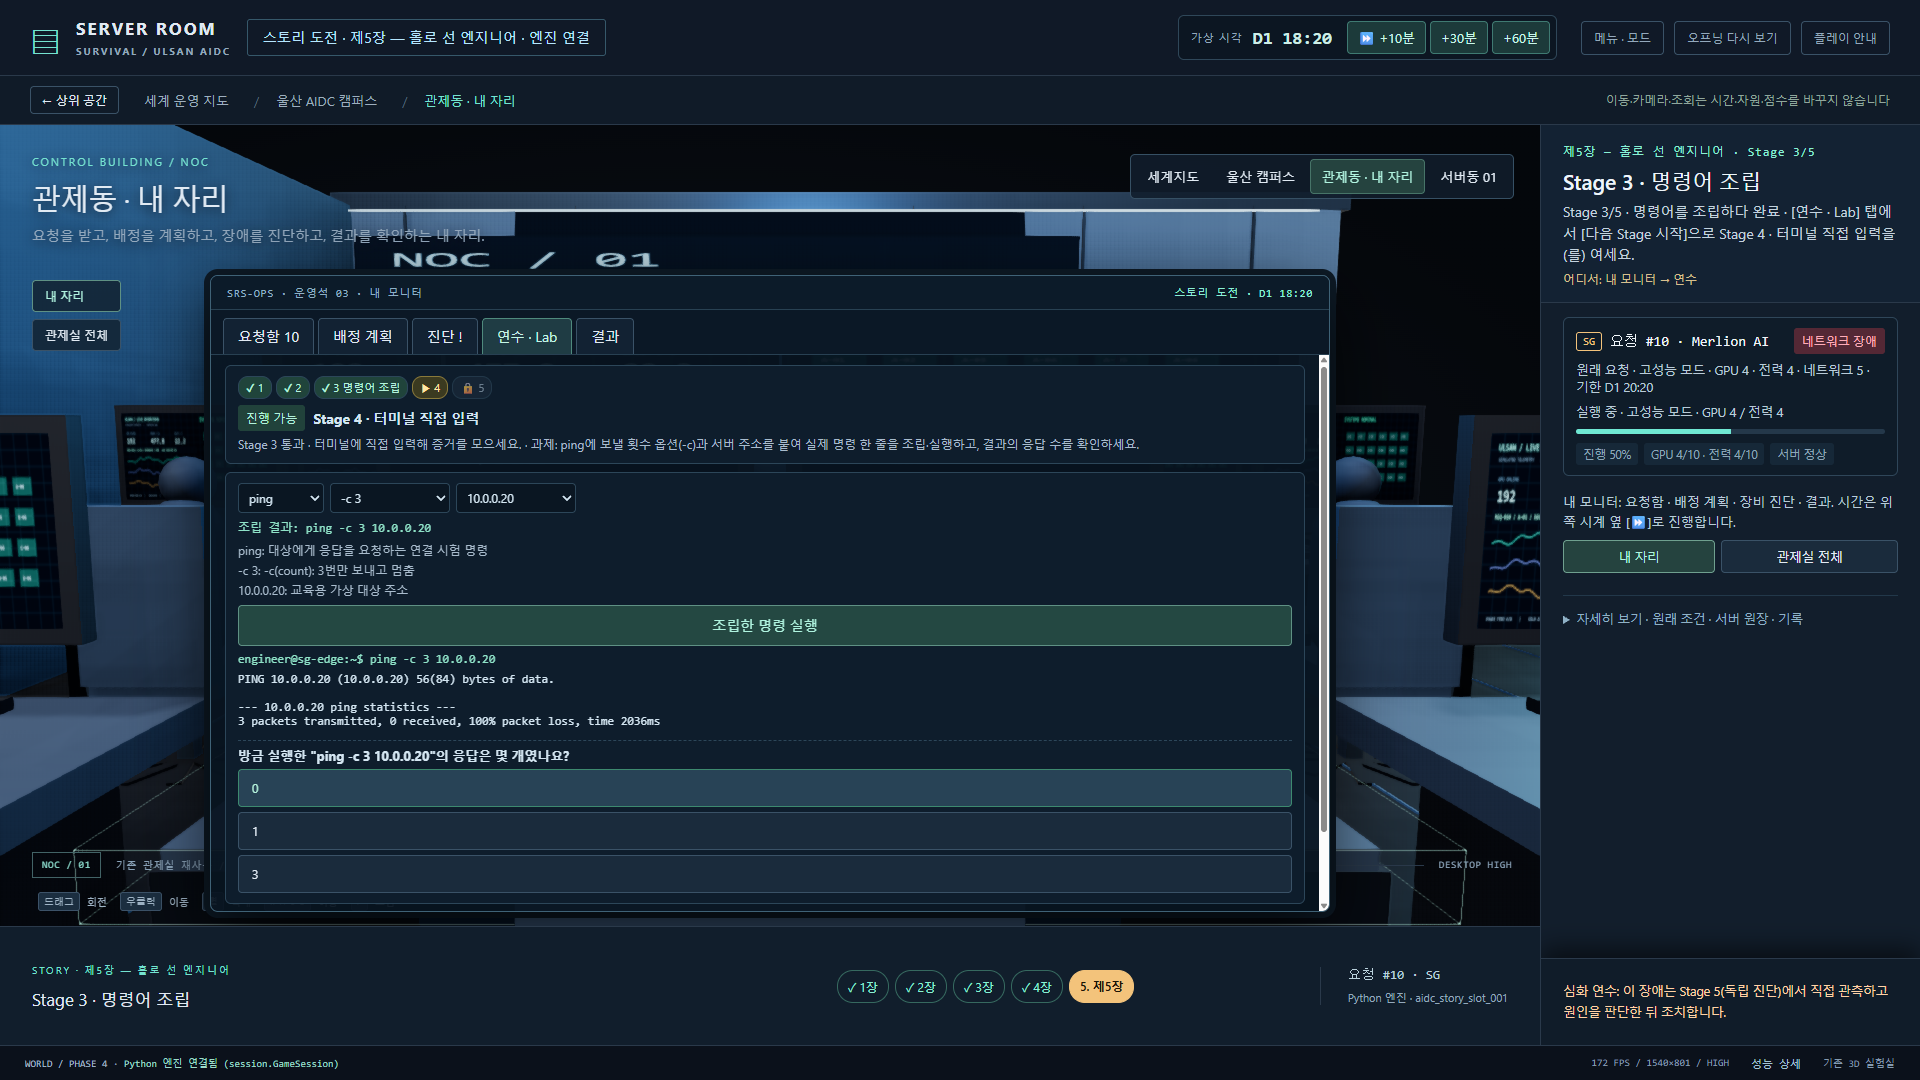 SERVER ROOM
SURVIVAL / ULSAN AIDC
스토리 도전 · 제5장 — 홀로 선 엔지니어 · 엔진 연결
가상 시각 D1 18:20 ⏩ +10분 +30분 +60분
메뉴 · 모드 오프닝 다시 보기 플레이 안내
← 상위 공간 세계 운영 지도 / 울산 AIDC 캠퍼스 / 관제동 · 내 자리
이동·카메라·조회는 시간·자원·점수를 바꾸지 않습니다
CONTROL BUILDING / NOC
관제동 · 내 자리
요청을 받고, 배정을 계획하고, 장애를 진단하고, 결과를 확인하는 내 자리.
세계지도 울산 캠퍼스 관제동 · 내 자리 서버동 01
내 자리
관제실 전체
NOC / 01
SRS-OPS · 운영석 03 · 내 모니터
스토리 도전 · D1 18:20
요청함 10 배정 계획 진단 ! 연수 · Lab 결과
✓ 1 ✓ 2 ✓ 3 명령어 조립 ▶ 4 🔒 5
진행 가능 Stage 4 · 터미널 직접 입력
Stage 3 통과 · 터미널에 직접 입력해 증거를 모으세요. · 과제: ping에 보낼 횟수 옵션(-c)과 서버 주소를 붙여 실제 명령 한 줄을 조립·실행하고, 결과의 응답 수를 확인하세요.
ping -c 3 10.0.0.20
조립 결과: ping -c 3 10.0.0.20
ping: 대상에게 응답을 요청하는 연결 시험 명령
-c 3: -c(count): 3번만 보내고 멈춤
10.0.0.20: 교육용 가상 대상 주소
조립한 명령 실행
engineer@sg-edge:~$ ping -c 3 10.0.0.20
PING 10.0.0.20 (10.0.0.20) 56(84) bytes of data.
--- 10.0.0.20 ping statistics ---
3 packets transmitted, 0 received, 100% packet loss, time 2036ms
방금 실행한 "ping -c 3 10.0.0.20"의 응답은 몇 개였나요?
0
1
3
NOC / 01 기존 관제실 재사
드래그 회전 우클릭 이동
DESKTOP HIGH
ULSAN / LIVE
192
제5장 — 홀로 선 엔지니어 · Stage 3/5
Stage 3 · 명령어 조립
Stage 3/5 · 명령어를 조립하다 완료 · [연수 · Lab] 탭에
서 [다음 Stage 시작]으로 Stage 4 · 터미널 직접 입력을
(를) 여세요.
어디서: 내 모니터 → 연수
SG 요청 #10 · Merlion AI 네트워크 장애
원래 요청 · 고성능 모드 · GPU 4 · 전력 4 · 네트워크 5 ·
기한 D1 20:20
실행 중 · 고성능 모드 · GPU 4 / 전력 4
진행 50% GPU 4/10 · 전력 4/10 서버 정상
내 모니터: 요청함 · 배정 계획 · 장비 진단 · 결과. 시간은 위
쪽 시계 옆 [⏩]로 진행합니다.
내 자리 관제실 전체
▶ 자세히 보기 · 원래 조건 · 서버 원장 · 기록
심화 연수: 이 장애는 Stage 5(독립 진단)에서 직접 관측하고
원인을 판단한 뒤 조치합니다.
STORY · 제5장 — 홀로 선 엔지니어
Stage 3 · 명령어 조립
✓ 1장 ✓ 2장 ✓ 3장 ✓ 4장 5. 제5장
요청 #10 · SG
Python 엔진 · aidc_story_slot_001
WORLD / PHASE 4 · Python 엔진 연결됨 (session.GameSession)
172 FPS / 1540×801 / HIGH 성능 상세 기존 3D 실험실